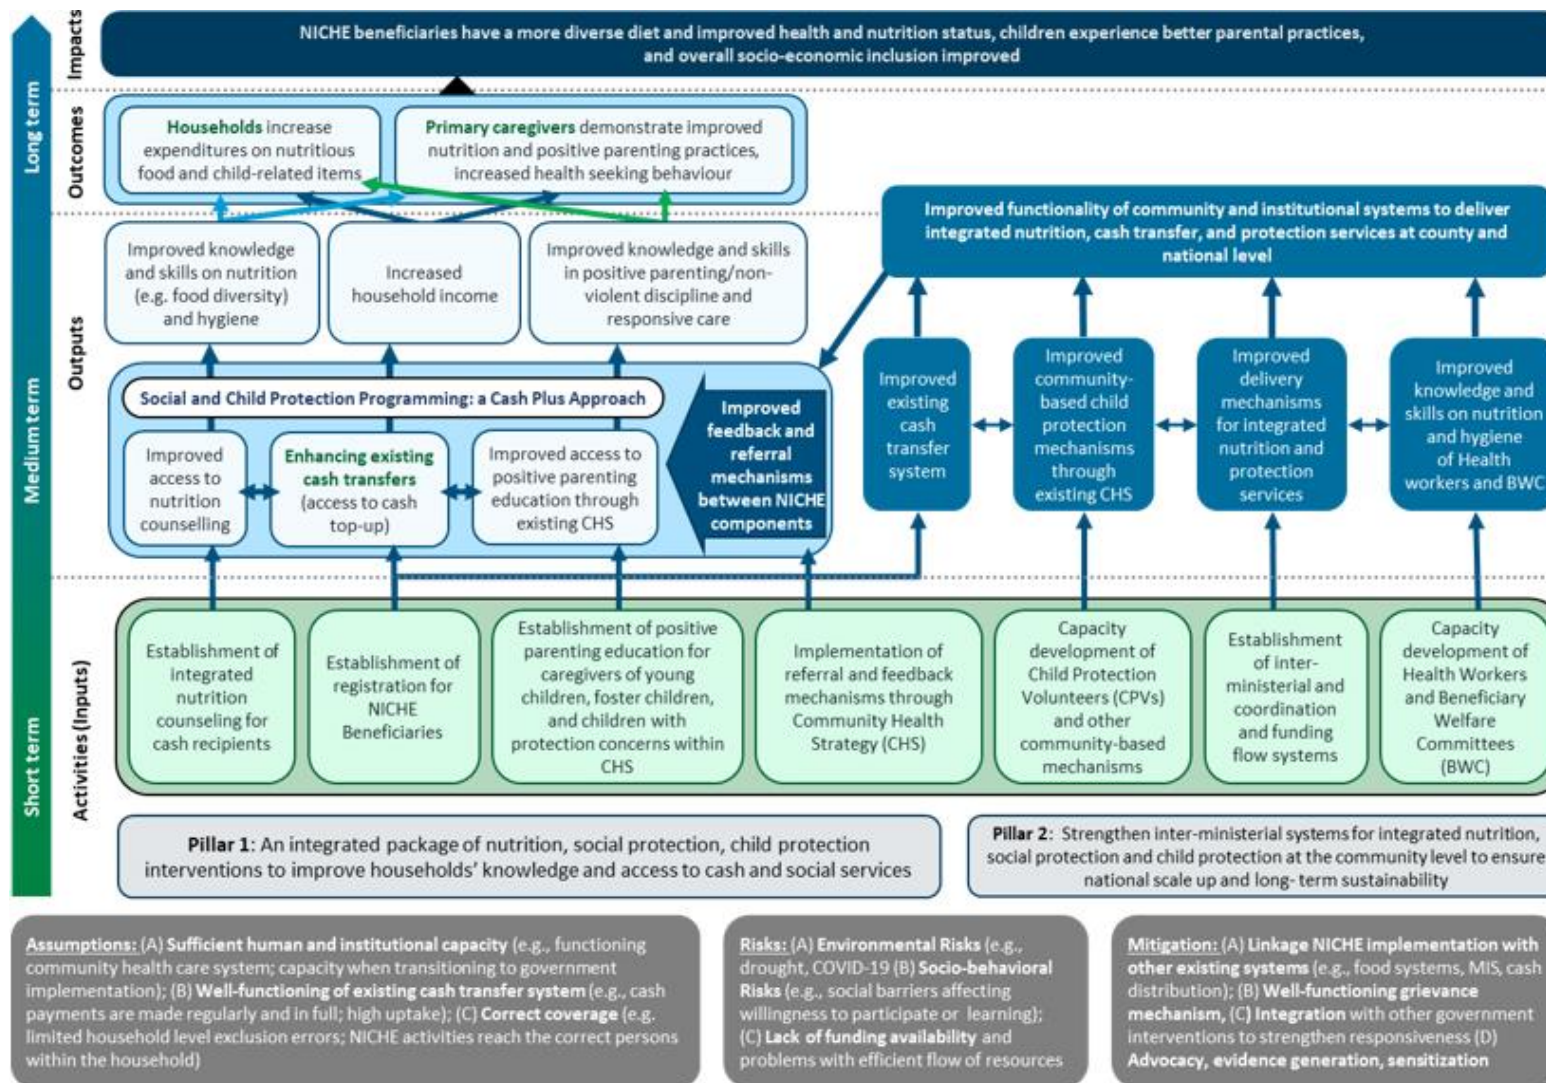 Impacts
NICHE beneficiaries have a more diverse diet and improved health and nutrition status, children experience better parental practices,
and overall socio-economic inclusion improved
Long term
Outcomes
Households increase
expenditures on nutritious
food and child-related items
Primary caregivers demonstrate improved
nutrition and positive parenting practices,
increased health seeking behaviour
Improved functionality of community and institutional systems to deliver
integrated nutrition, cash transfer, and protection services at county and
national level
Medium term
Outputs
Improved knowledge
and skills on nutrition
(e.g. food diversity)
and hygiene
Increased
household income
Improved knowledge and skills
in positive parenting/non-
violent discipline and
responsive care
Social and Child Protection Programming: a Cash Plus Approach
Improved
access to
nutrition
counselling
Enhancing existing
cash transfers
(access to cash
top-up)
Improved access to
positive parenting
education through
existing CHS
Improved
feedback and
referral
mechanisms
between NICHE
components
Improved
existing
cash
transfer
system
Improved
community-
based child
protection
mechanisms
through
existing CHS
Improved
delivery
mechanisms
for integrated
nutrition and
protection
services
Improved
knowledge and
skills on nutrition
and hygiene
of Health
workers and BWC
Short term
Activities (Inputs)
Establishment of
integrated
nutrition
counseling for
cash recipients
Establishment of
registration for
NICHE
Beneficiaries
Establishment of positive
parenting education for
caregivers of young
children, foster children,
and children with
protection concerns within
CHS
Implementation of
referral and feedback
mechanisms through
Community Health
Strategy (CHS)
Capacity
development of
Child Protection
Volunteers (CPVs)
and other
community-based
mechanisms
Establishment
of inter-
ministerial and
coordination
and funding
flow systems
Capacity
development of
Health Workers
and Beneficiary
Welfare
Committees
(BWC)
Pillar 1: An integrated package of nutrition, social protection, child protection
interventions to improve households' knowledge and access to cash and social services
Pillar 2: Strengthen inter-ministerial systems for integrated nutrition,
social protection and child protection at the community level to ensure
national scale up and long- term sustainability
Assumptions: (A) Sufficient human and institutional capacity (e.g., functioning
community health care system; capacity when transitioning to government
implementation); (B) Well-functioning of existing cash transfer system (e.g., cash
payments are made regularly and in full; high uptake); (C) Correct coverage (e.g.
limited household level exclusion errors; NICHE activities reach the correct persons
within the household)
Risks: (A) Environmental Risks (e.g.,
drought, COVID-19 (B) Socio-behavioral
Risks (e.g., social barriers affecting
willingness to participate or learning);
(C) Lack of funding availability and
problems with efficient flow of resources
Mitigation: (A) Linkage NICHE implementation with
other existing systems (e.g., food systems, MIS, cash
distribution); (B) Well-functioning grievance
mechanism, (C) Integration with other government
interventions to strengthen responsiveness (D)
Advocacy, evidence generation, sensitization